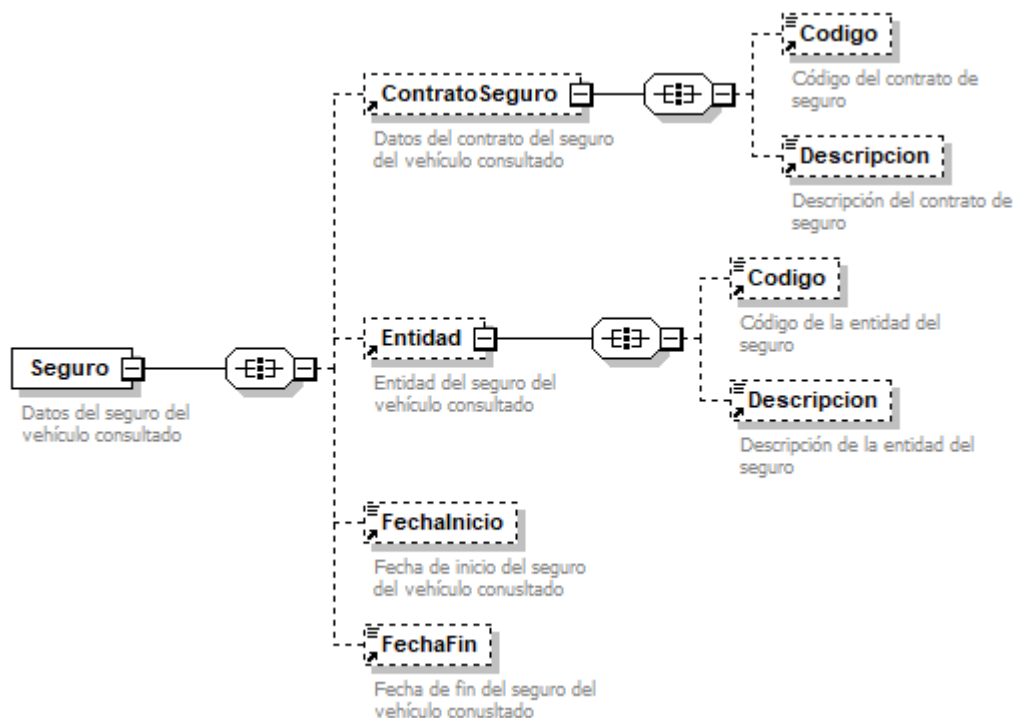 Codigo
Código del contrato de
seguro
ContratoSeguro
Datos del contrato del seguro
del vehículo consultado
Descripcion
Descripción del contrato de
seguro
Codigo
Código de la entidad del
seguro
Entidad
Entidad del seguro del
vehículo consultado
Descripcion
Descripción de la entidad del
seguro
Seguro
Datos del seguro del
vehículo consultado
FechaInicio
Fecha de inicio del seguro
del vehículo conusltado
FechaFin
Fecha de fin del seguro del
vehículo conusltado